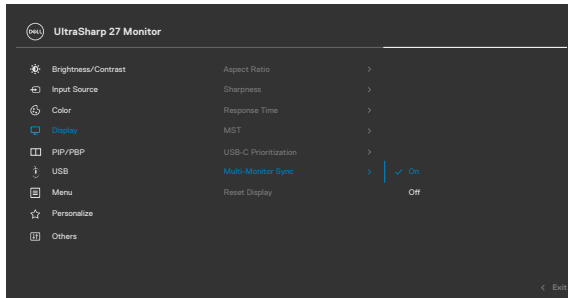 DELL UltraSharp 27 Monitor
Brightness/Contrast
Input Source
Color
Display
PIP/PBP
USB
Menu
Personalize
Others
Aspect Ratio
Sharpness
Response Time
MST
USB-C Prioritization
Multi-Monitor Sync
Reset Display
On
Off
Exit